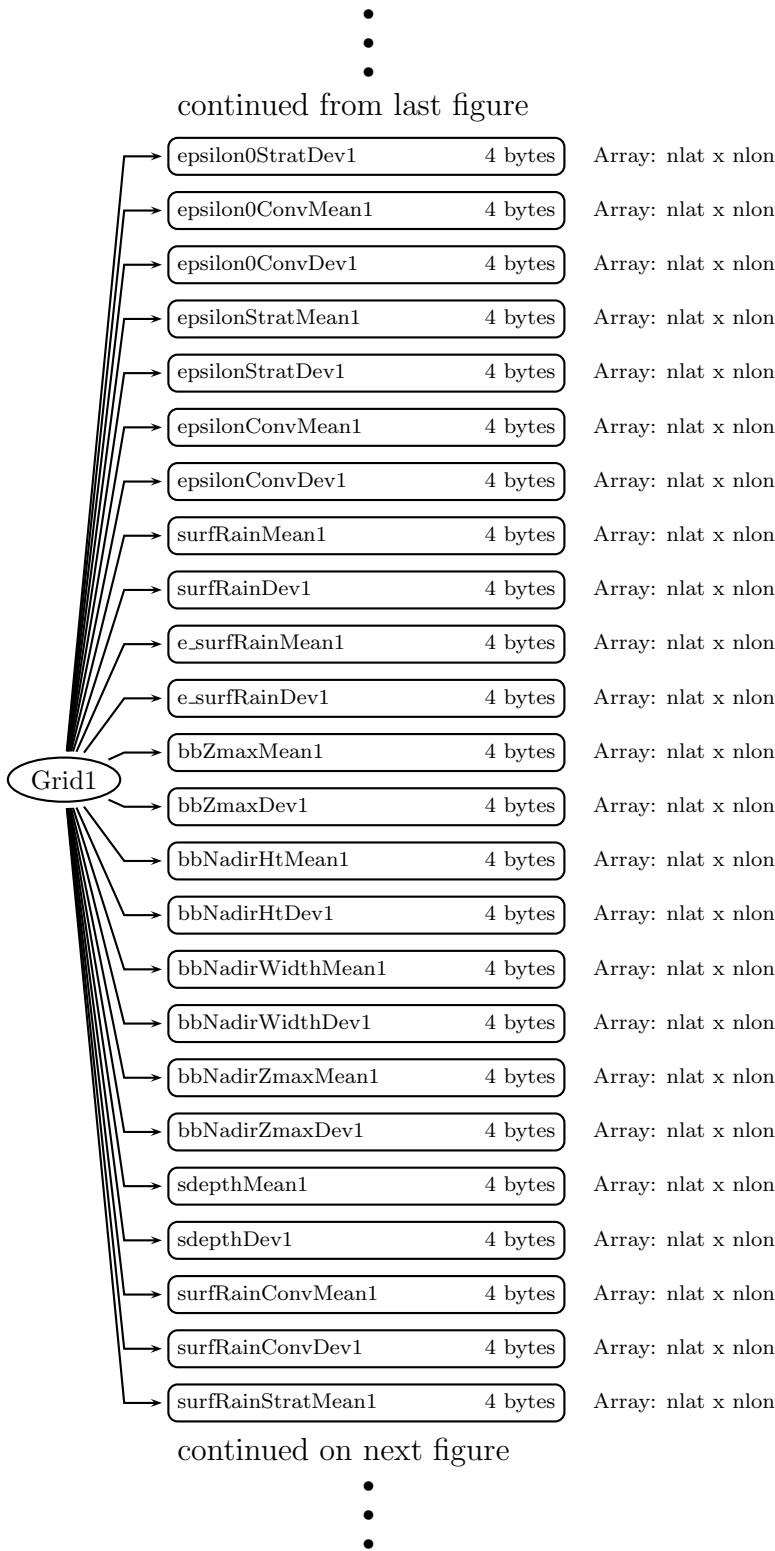 continued from last figure
epsilon0StratDev1 4 bytes Array: nlat x nlon
epsilon0ConvMean1 4 bytes Array: nlat x nlon
epsilon0ConvDev1 4 bytes Array: nlat x nlon
epsilonStratMean1 4 bytes Array: nlat x nlon
epsilonStratDev1 4 bytes Array: nlat x nlon
epsilonConvMean1 4 bytes Array: nlat x nlon
epsilonConvDev1 4 bytes Array: nlat x nlon
surfRainMean1 4 bytes Array: nlat x nlon
surfRainDev1 4 bytes Array: nlat x nlon
e_surfRainMean1 4 bytes Array: nlat x nlon
e_surfRainDev1 4 bytes Array: nlat x nlon
bbZmaxMean1 4 bytes Array: nlat x nlon
Grid1
bbZmaxDev1 4 bytes Array: nlat x nlon
bbNadirHtMean1 4 bytes Array: nlat x nlon
bbNadirHtDev1 4 bytes Array: nlat x nlon
bbNadirWidthMean1 4 bytes Array: nlat x nlon
bbNadirWidthDev1 4 bytes Array: nlat x nlon
bbNadirZmaxMean1 4 bytes Array: nlat x nlon
bbNadirZmaxDev1 4 bytes Array: nlat x nlon
sdepthMean1 4 bytes Array: nlat x nlon
sdepthDev1 4 bytes Array: nlat x nlon
surfRainConvMean1 4 bytes Array: nlat x nlon
surfRainConvDev1 4 bytes Array: nlat x nlon
surfRainStratMean1 4 bytes Array: nlat x nlon
continued on next figure